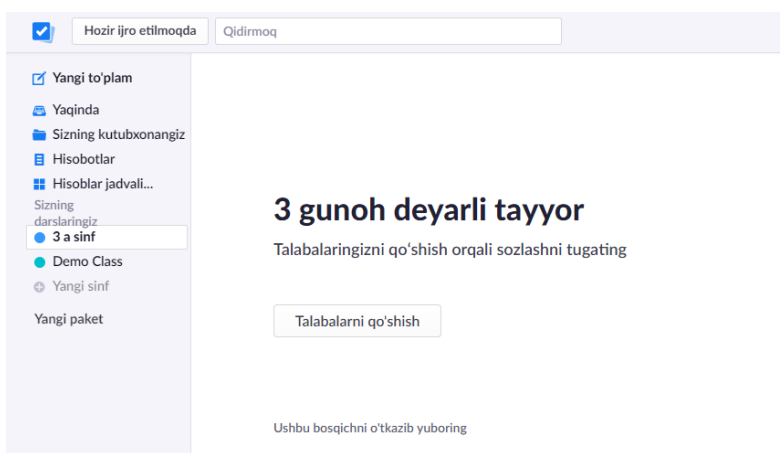 Hozir ijro etilmoqda
Qidirmoq
Yangi to'plam
Yaqinda
Sizning kutubxonangiz
Hisobotlar
Hisoblar jadvali...
Sizning
darslaringiz
3 a sinf
Demo Class
Yangi sinf
Yangi paket
3 gunoh deyarli tayyor
Talabalaringizni qo'shish orqali sozlashni tugating
Talabalarni qo'shish
Ushbu bosqichni o'tkazib yuboring